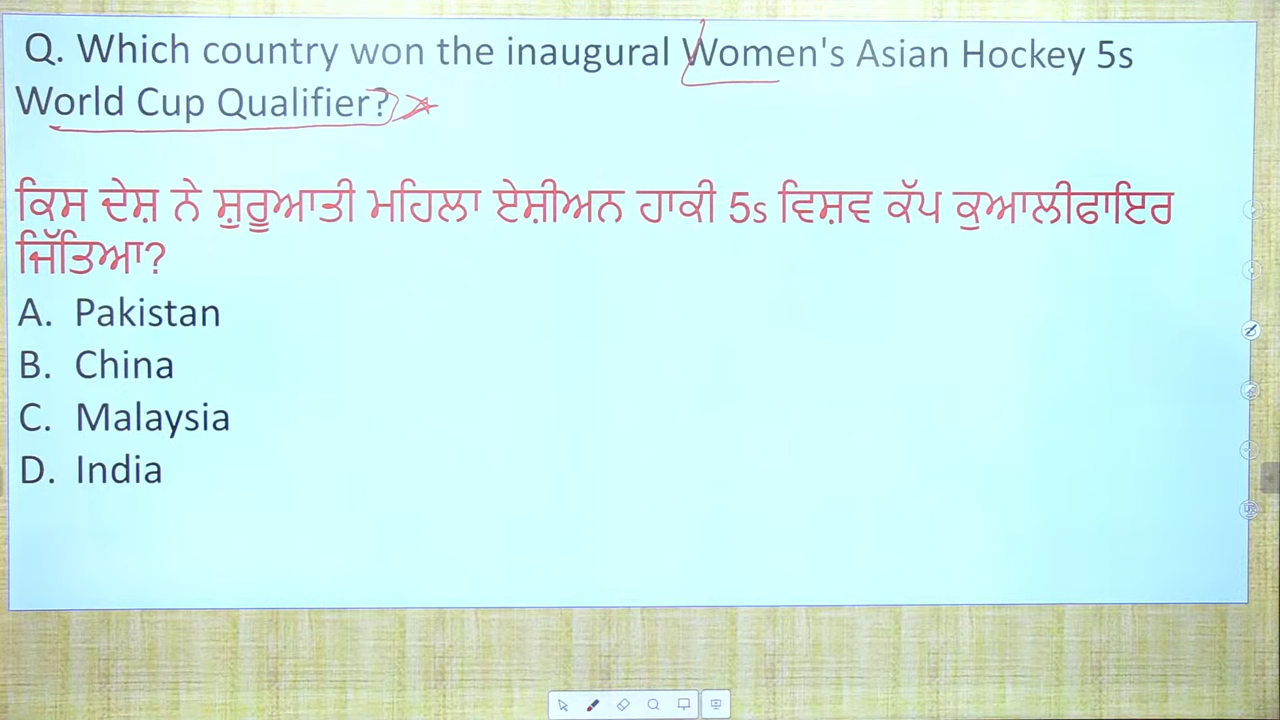 Q. Which country won the inaugural Women's Asian Hockey 5s
World Cup Qualifier?
ਕਿਸ ਦੇਸ਼ ਨੇ ਸ਼ੁਰੂਆਤੀ ਮਹਿਲਾ ਏਸ਼ੀਅਨ ਹਾਕੀ 5s ਵਿਸ਼ਵ ਕੱਪ ਕੁਆਲੀਫਾਇਰ
ਜਿੱਤਿਆ?
A. Pakistan
B. China
C. Malaysia
D. India